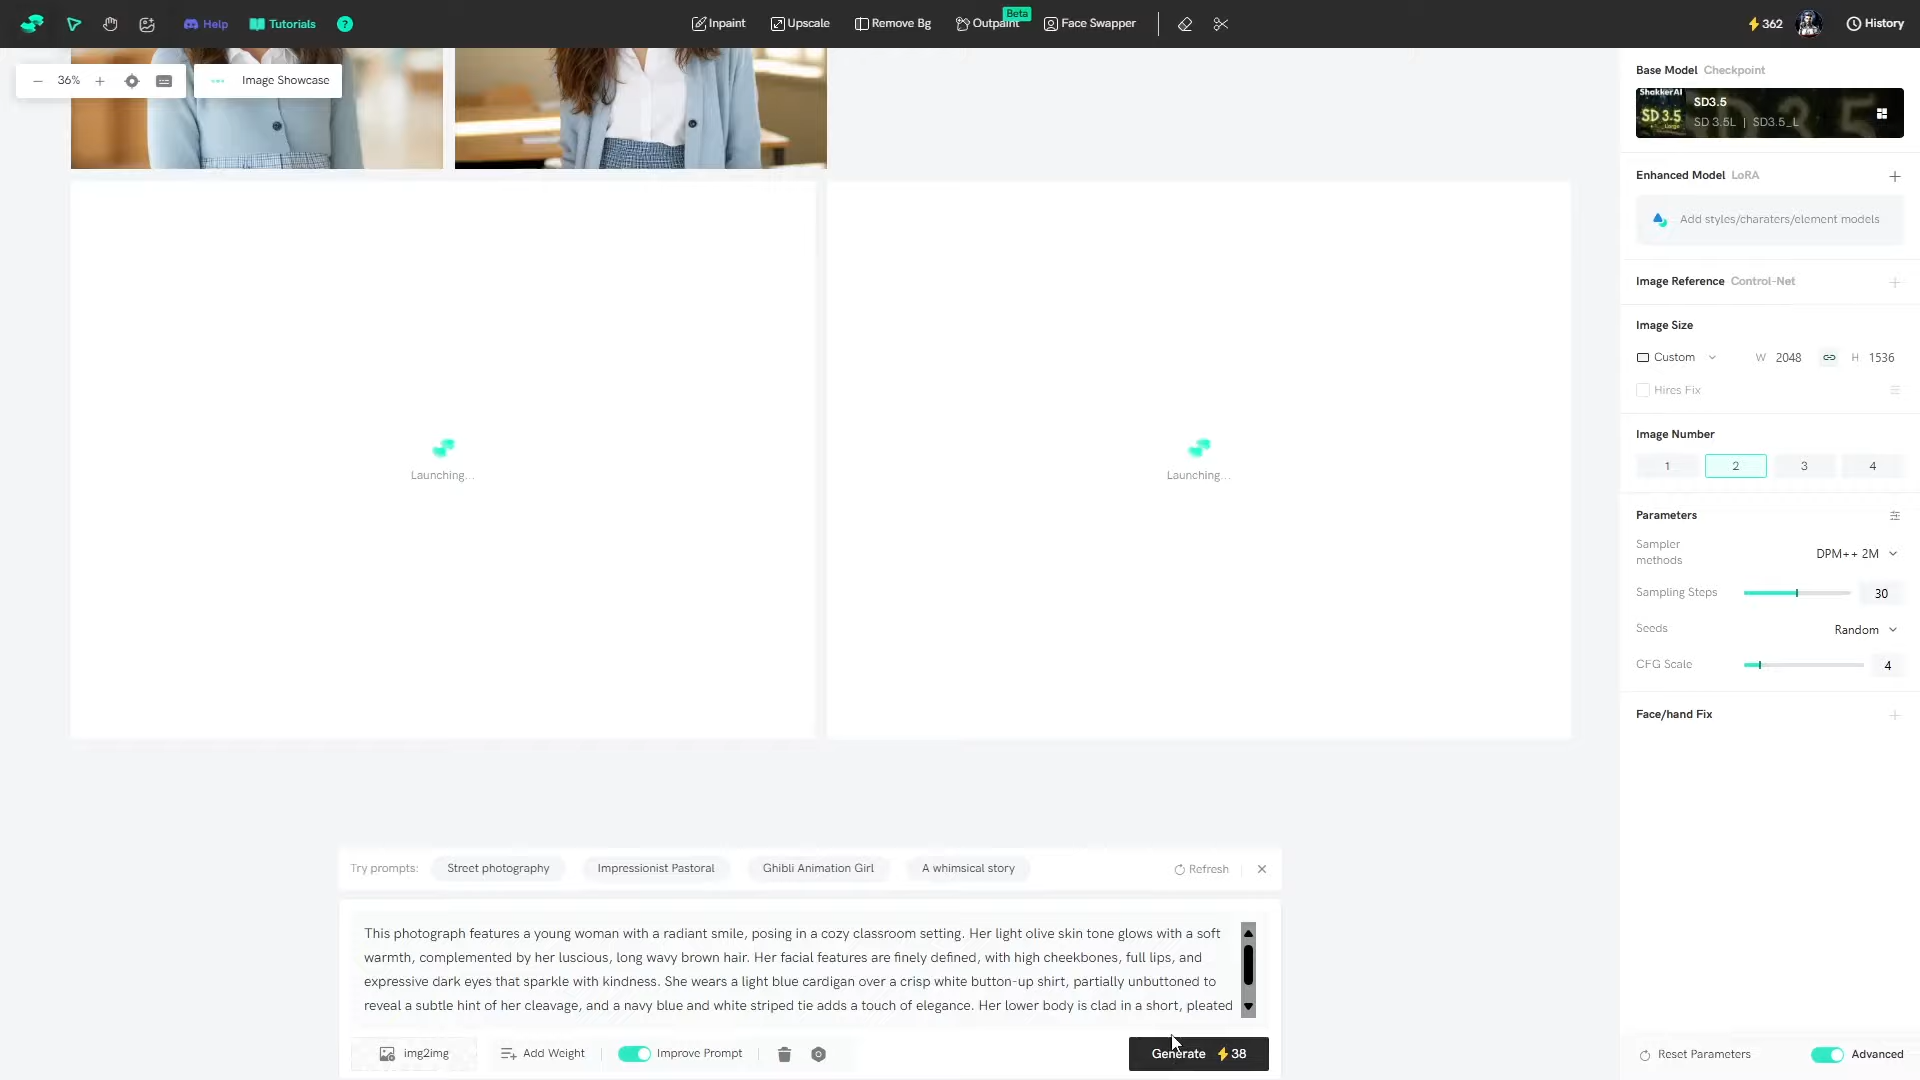 Help
Tutorials
?
Inpaint
Upscale
Remove Bg
Outpaint
Beta
Face Swapper
362
History
36%
Image Showcase
Launching...
Launching...
Base Model Checkpoint
ShakkerAI
SD 3.5
Large
SD3.5
SD 3.5L | SD3.5_L
Enhanced Model LoRA
Add styles/charaters/element models
Image Reference Control-Net
Image Size
Custom
W 2048
H 1536
Hires Fix
Image Number
1 2 3 4
Parameters
Sampler
methods
DPM++ 2M
Sampling Steps
30
Seeds
Random
CFG Scale
4
Face/hand Fix
Try prompts:
Street photography
Impressionist Pastoral
Ghibli Animation Girl
A whimsical story
Refresh
This photograph features a young woman with a radiant smile, posing in a cozy classroom setting. Her light olive skin tone glows with a soft
warmth, complemented by her luscious, long wavy brown hair. Her facial features are finely defined, with high cheekbones, full lips, and
expressive dark eyes that sparkle with kindness. She wears a light blue cardigan over a crisp white button-up shirt, partially unbuttoned to
reveal a subtle hint of her cleavage, and a navy blue and white striped tie adds a touch of elegance. Her lower body is clad in a short, pleated
img2img
Add Weight
Improve Prompt
Generate 38
Reset Parameters
Advanced